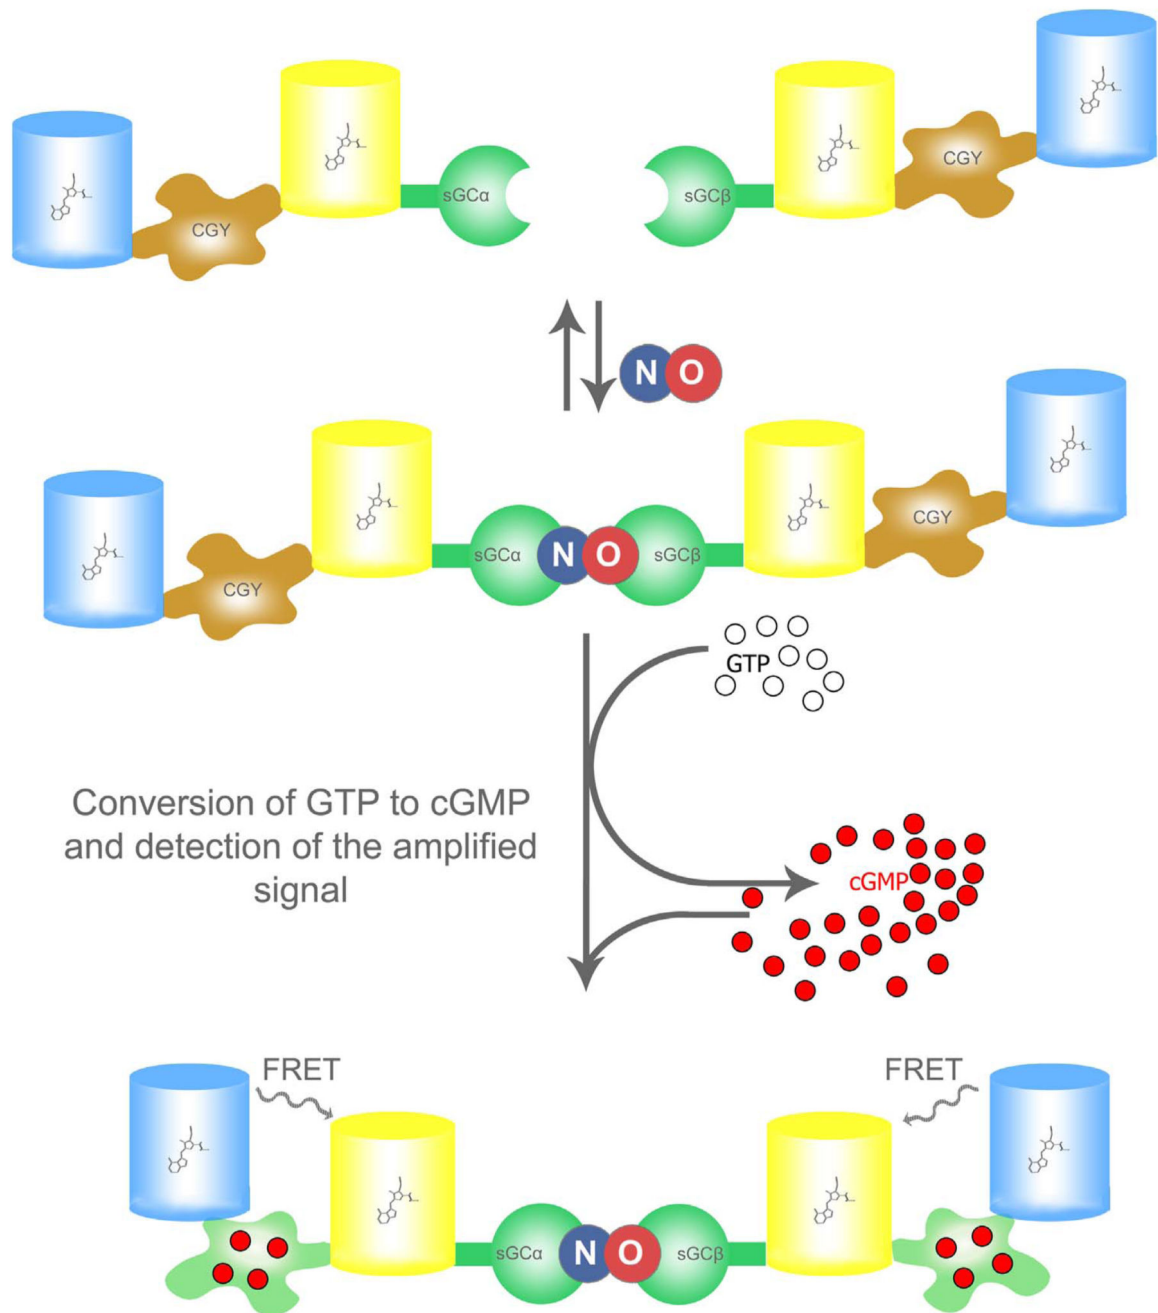 sGCα
sGCβ
CGY
CGY
N O
sGCα
N O
sGCβ
CGY
CGY
GTP
Conversion of GTP to cGMP
and detection of the amplified
signal
cGMP
FRET
FRET
sGCα
N O
sGCβ